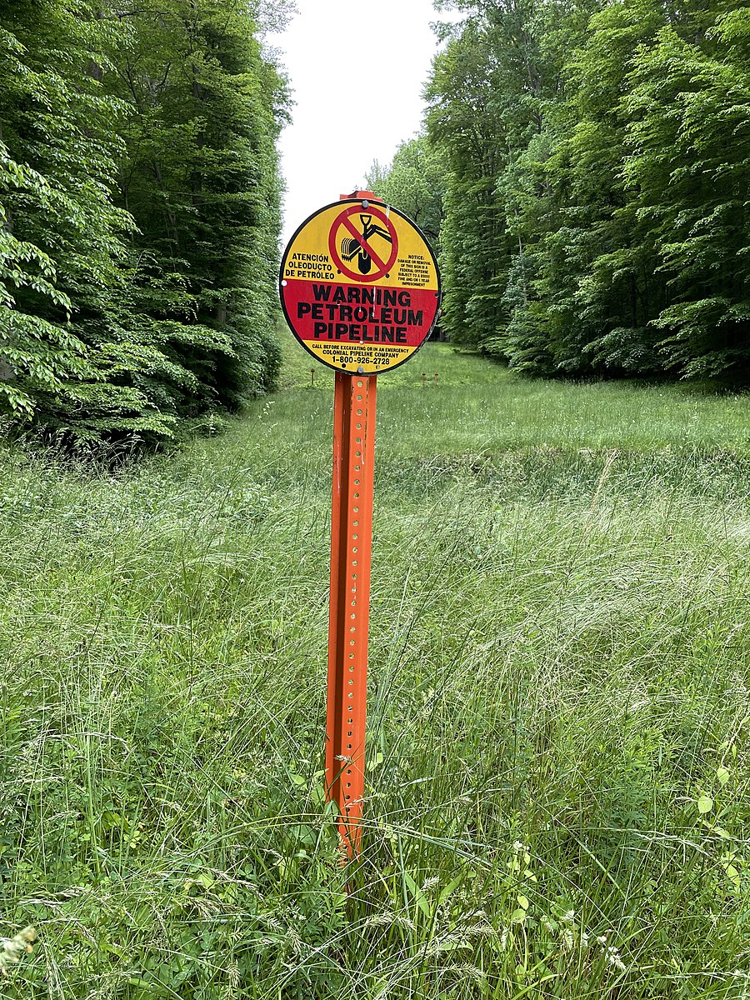 ATENCIÓN
OLEODUCTO
DE PETRÓLEO
NOTICE:
DAMAGE OR REMOVAL
OF THIS SIGN IS A
FEDERAL OFFENSE
SUBJECT TO A $5000
FINE AND/OR 1 YEAR
IMPRISONMENT
WARNING
PETROLEUM
PIPELINE
CALL BEFORE EXCAVATING OR IN AN EMERGENCY
COLONIAL PIPELINE COMPANY
1-800-926-2728